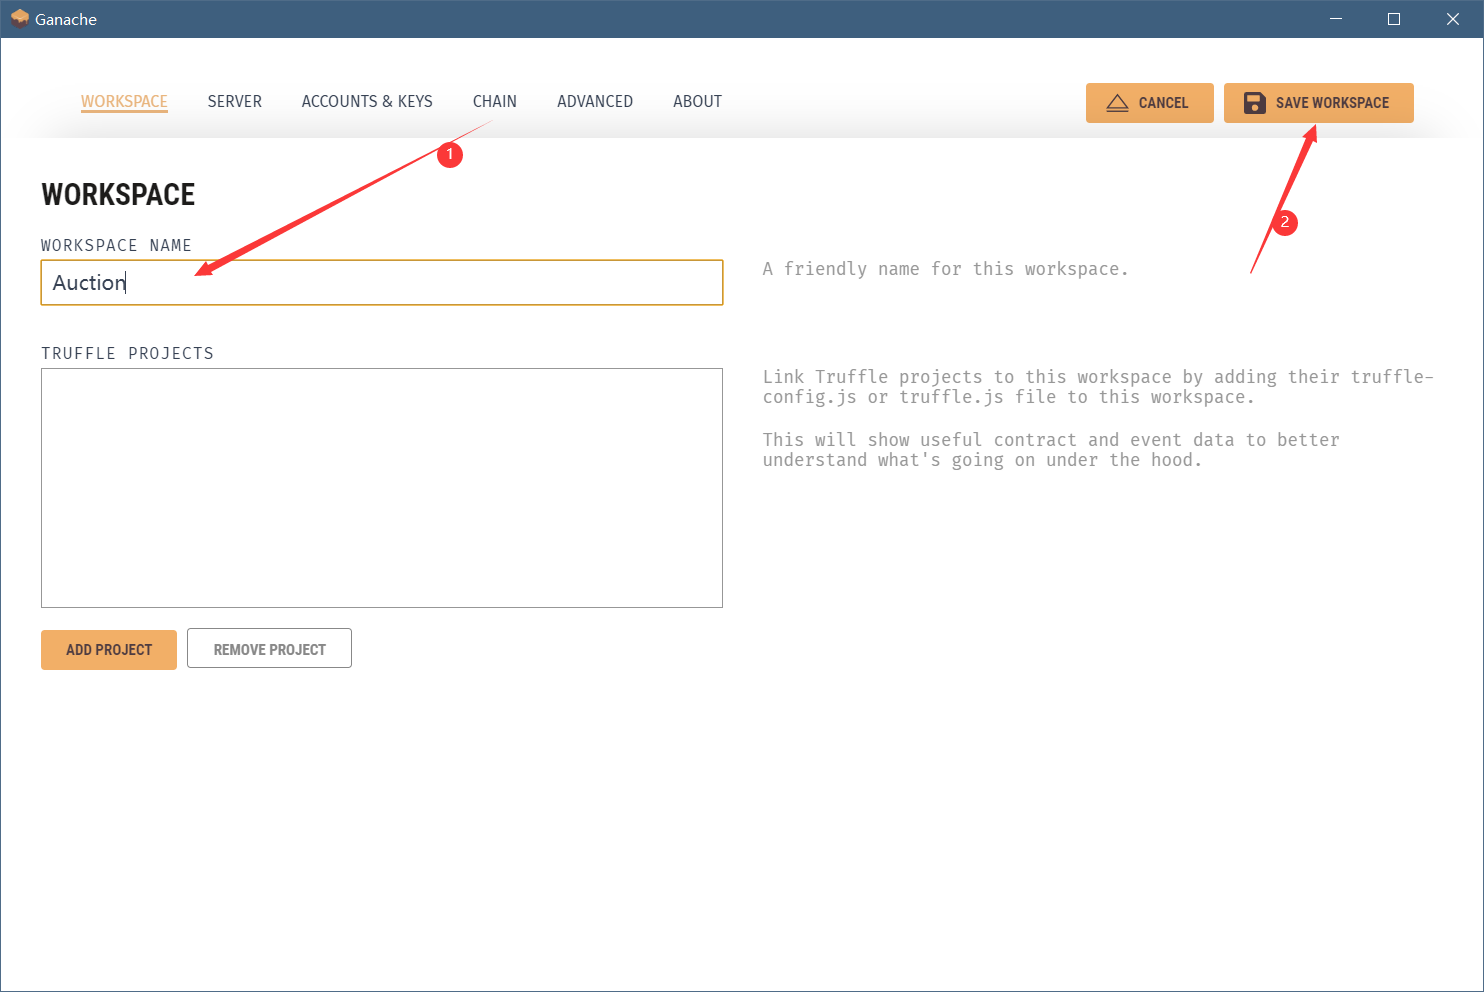 Ganache
WORKSPACE SERVER ACCOUNTS & KEYS CHAIN ADVANCED ABOUT CANCEL SAVE WORKSPACE
1
WORKSPACE
2
WORKSPACE NAME
Auction
A friendly name for this workspace.
TRUFFLE PROJECTS
Link Truffle projects to this workspace by adding their truffle-
config.js or truffle.js file to this workspace.
This will show useful contract and event data to better
understand what's going on under the hood.
ADD PROJECT REMOVE PROJECT